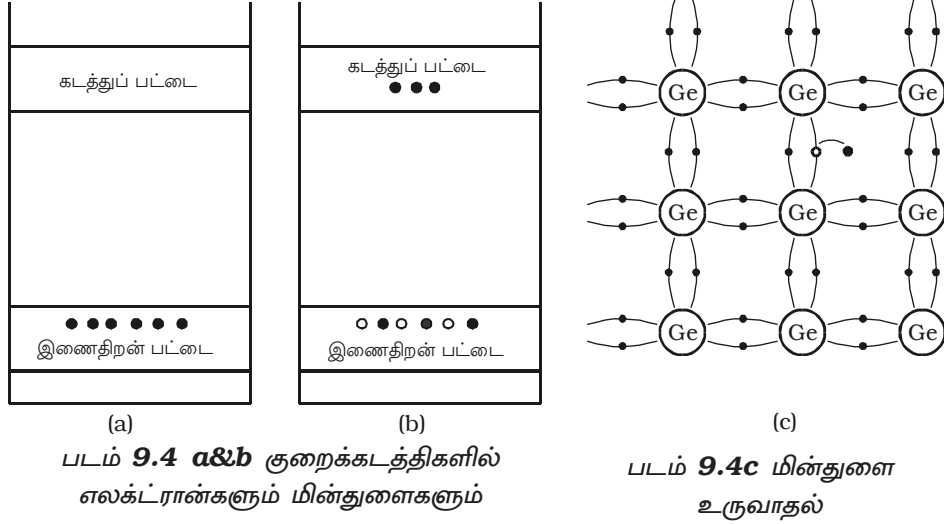 கடத்துப் பட்டை
இணைதிறன் பட்டை
(a)
கடத்துப் பட்டை
இணைதிறன் பட்டை
(b)
படம் 9.4 a&b குறைக்கடத்திகளில்
எலக்ட்ரான்களும் மின்துளைகளும்
Ge Ge Ge
Ge Ge Ge
Ge Ge Ge
(c)
படம் 9.4c மின்துளை
உருவாதல்